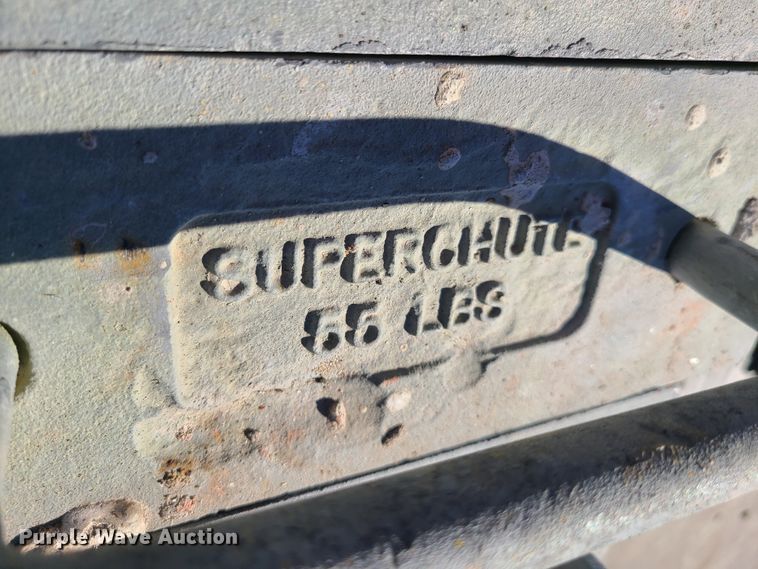 SUPERCHUTE
55 LBS
Purple Wave Auction